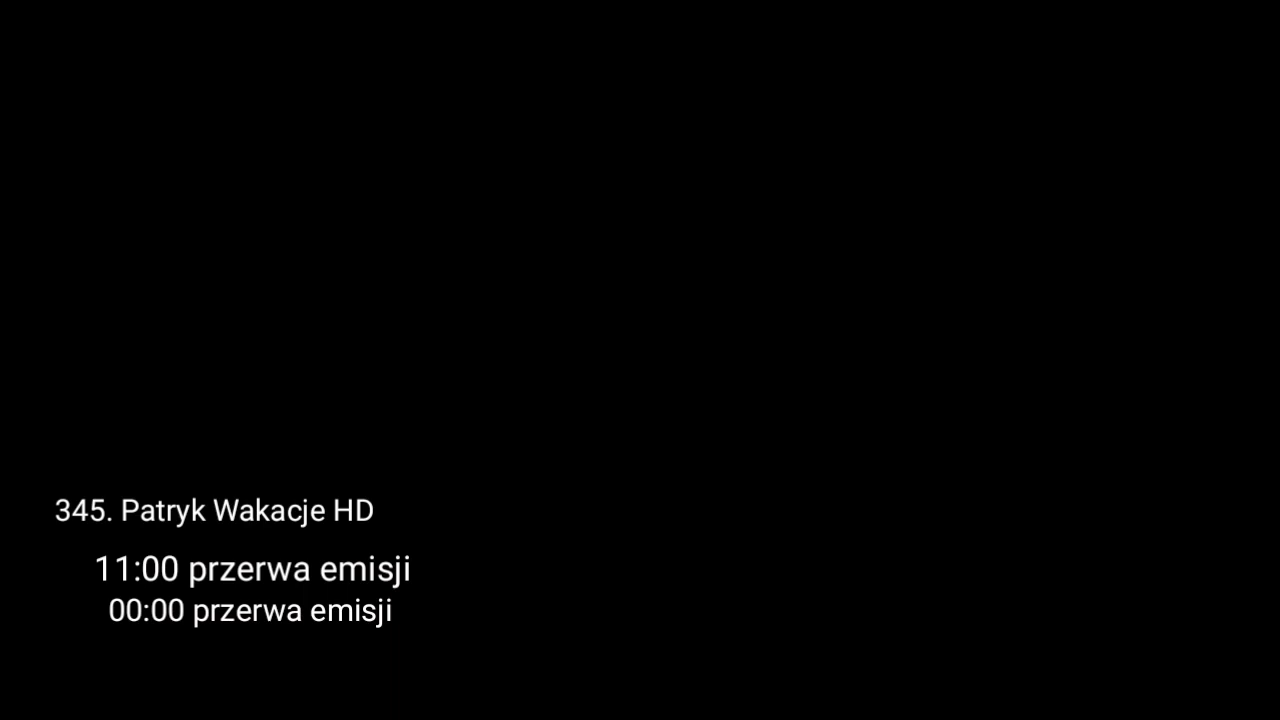 345. Patryk Wakacje HD
11:00 przerwa emisji
00:00 przerwa emisji